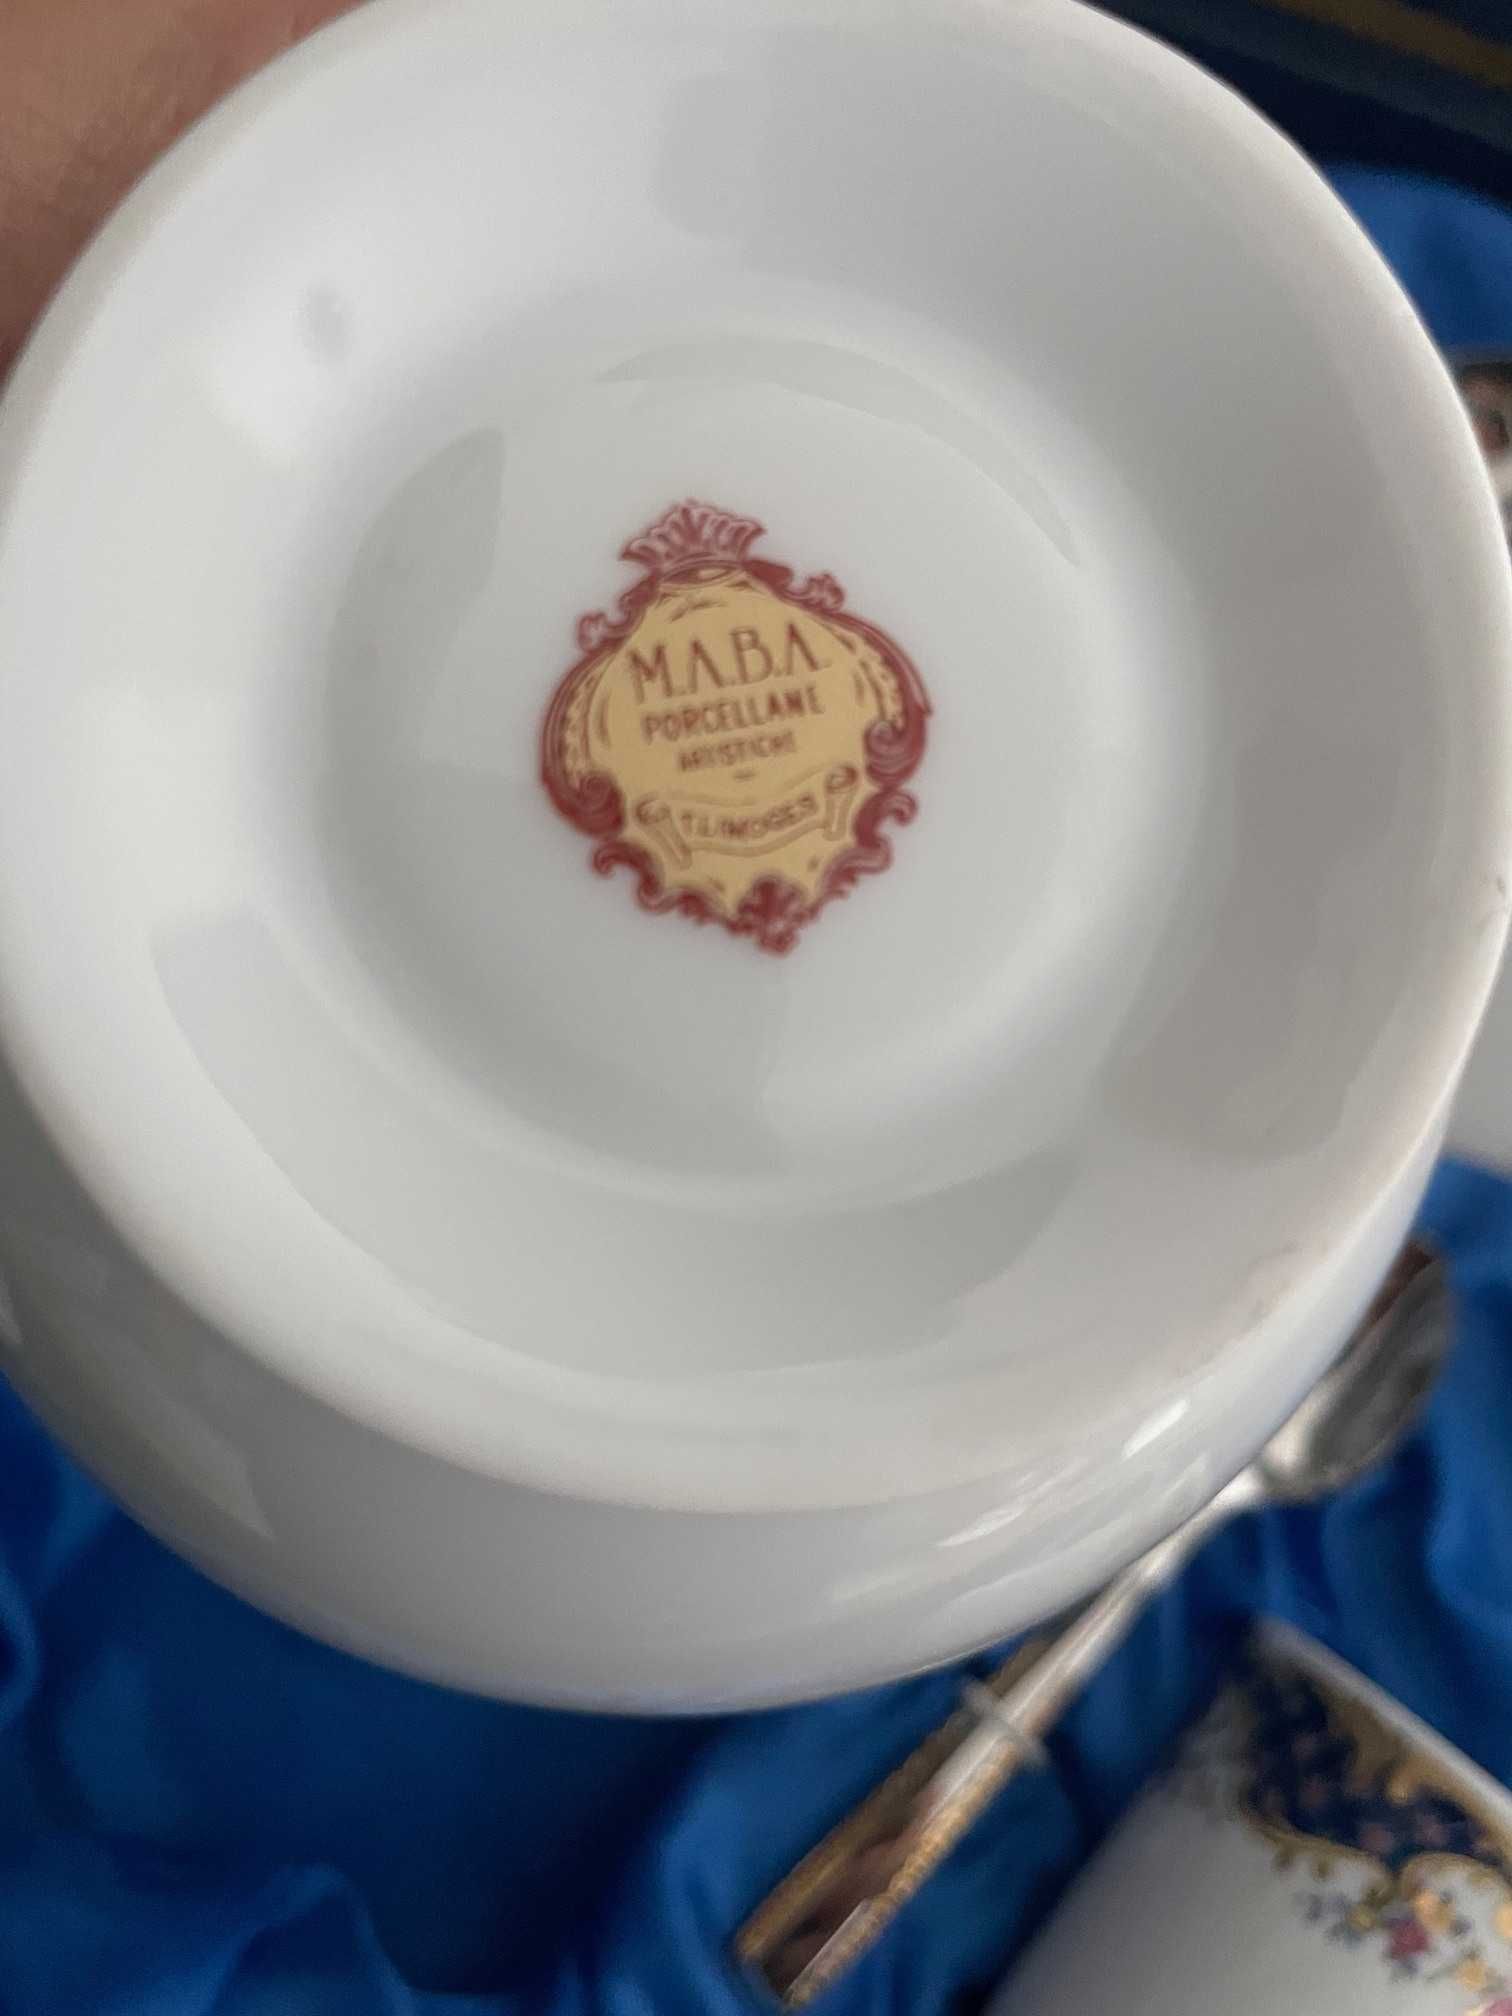 M.A.B.A.
PORCELLANE
ARTISTICHE
T.LIMOGES